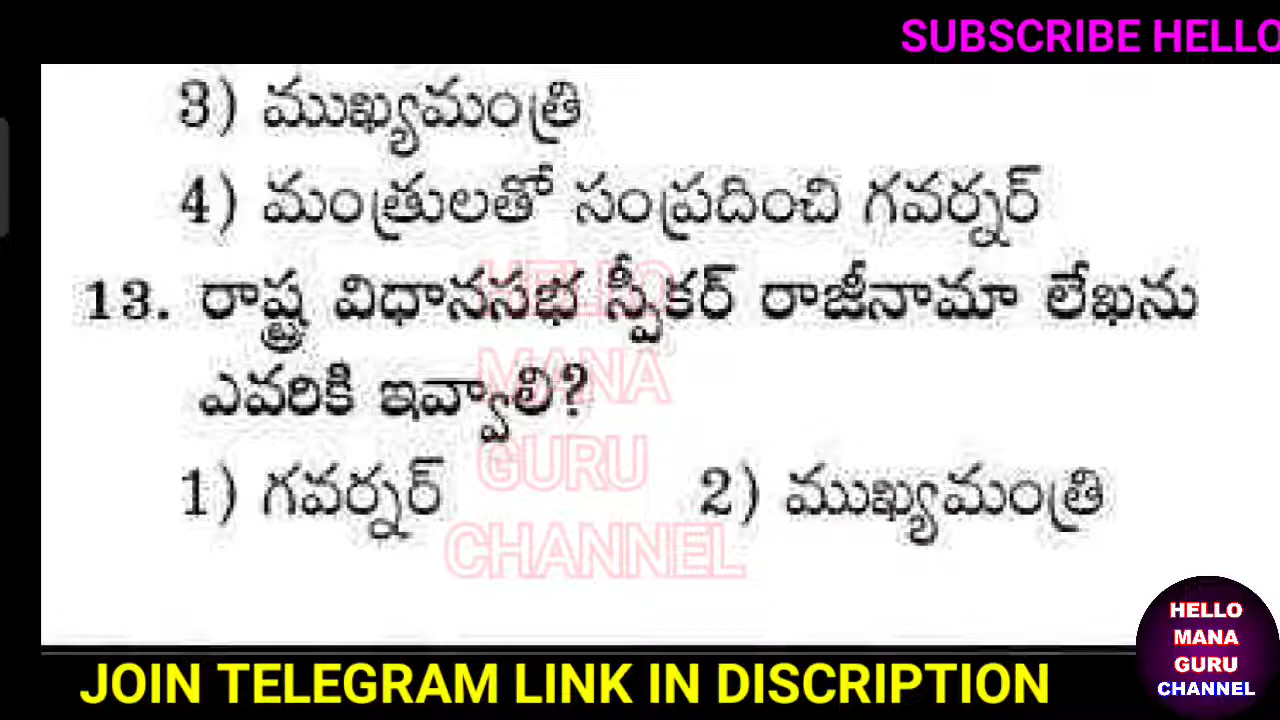 SUBSCRIBE HELLO
3) ముఖ్యమంత్రి
4) మంత్రులతో సంప్రదించి గవర్నర్
13. రాష్ట్ర విధానసభ స్పీకర్ రాజీనామా లేఖను
ఎవరికి ఇవ్వాలి?
1) గవర్నర్ 2) ముఖ్యమంత్రి
HELLO
MANA
GURU
CHANNEL
JOIN TELEGRAM LINK IN DISCRIPTION
HELLO
MANA
GURU
CHANNEL